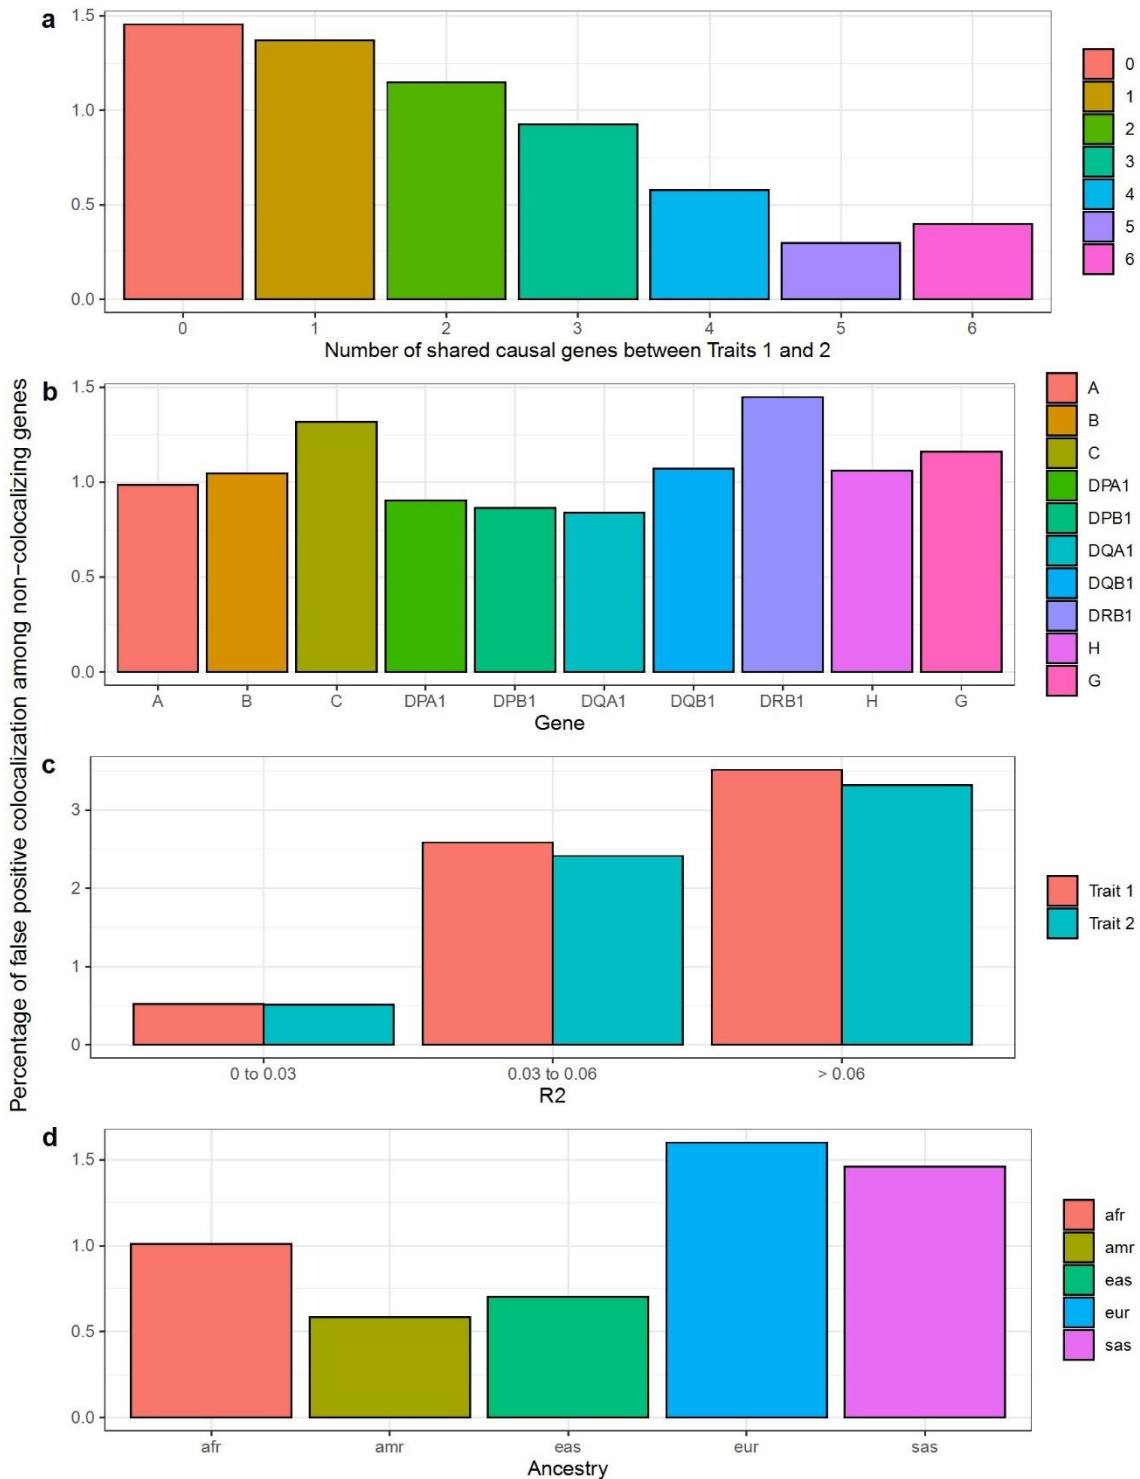 Percentage of false positive colocalization among non−colocalizing genes
a
1.5
1.0
0.5
0.0
0 1 2 3 4 5 6
Number of shared causal genes between Traits 1 and 2
0
1
2
3
4
5
6
b
1.5
1.0
0.5
0.0
A B C DPA1 DPB1 DQA1 DQB1 DRB1 H G
Gene
A
B
C
DPA1
DPB1
DQA1
DQB1
DRB1
H
G
c
3
2
1
0
0 to 0.03 0.03 to 0.06 > 0.06
R2
Trait 1
Trait 2
d
1.5
1.0
0.5
0.0
afr amr eas eur sas
Ancestry
afr
amr
eas
eur
sas